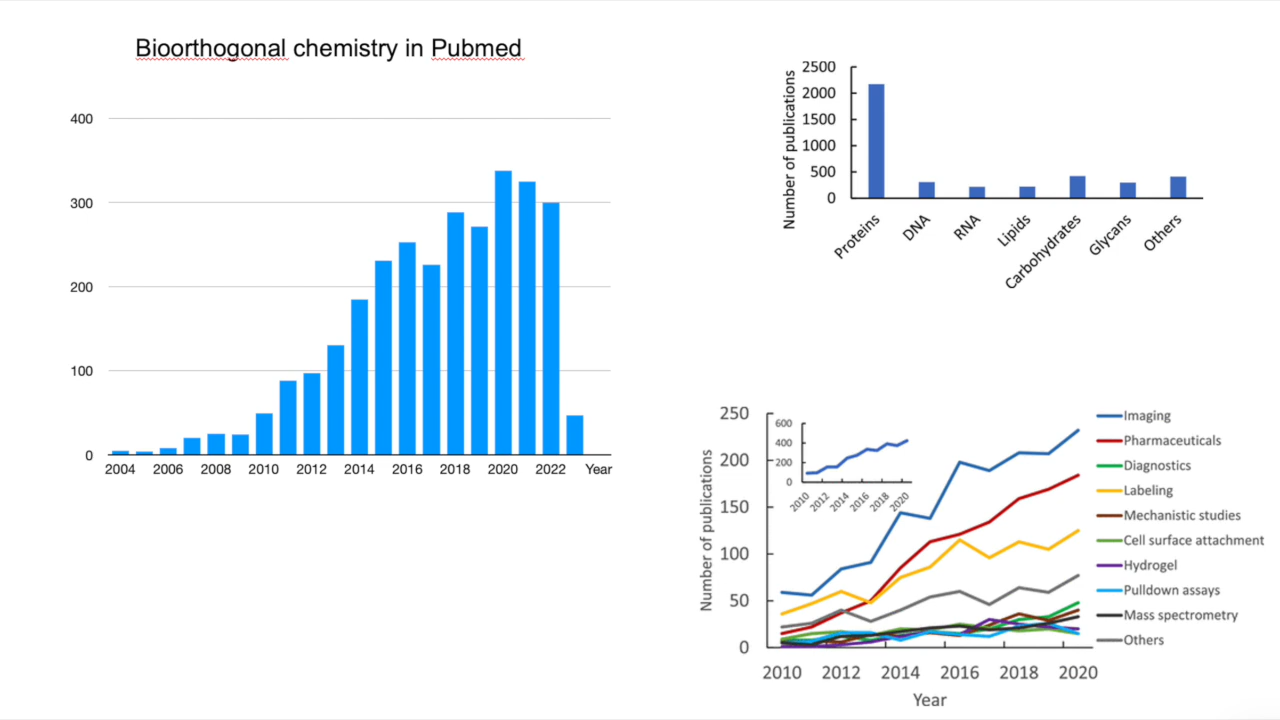 Bioorthogonal chemistry in Pubmed
400
300
200
100
0
2004 2006 2008 2010 2012 2014 2016 2018 2020 2022 Year
Number of publications
2500
2000
1500
1000
500
0
Proteins DNA RNA Lipids Carbohydrates Glycans Others
Number of publications
250
200
150
100
50
0
2010 2012 2014 2016 2018 2020
Year
600
400
200
0
2010 2012 2014 2016 2018 2020
Imaging
Pharmaceuticals
Diagnostics
Labeling
Mechanistic studies
Cell surface attachment
Hydrogel
Pulldown assays
Mass spectrometry
Others